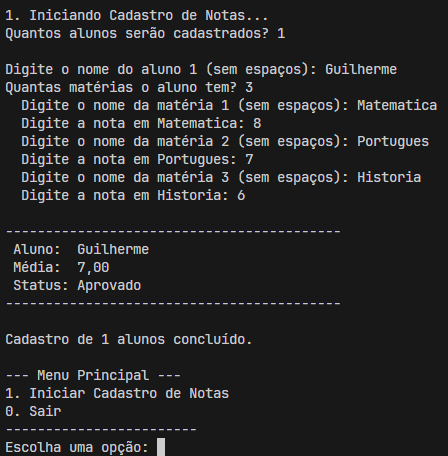 1. Iniciando Cadastro de Notas...
Quantos alunos serão cadastrados? 1
Digite o nome do aluno 1 (sem espaços): Guilherme
Quantas matérias o aluno tem? 3
Digite o nome da matéria 1 (sem espaços): Matematica
Digite a nota em Matematica: 8
Digite o nome da matéria 2 (sem espaços): Portugues
Digite a nota em Portugues: 7
Digite o nome da matéria 3 (sem espaços): Historia
Digite a nota em Historia: 6
------------------------------------------
Aluno:  Guilherme
Média:  7,00
Status: Aprovado
------------------------------------------
Cadastro de 1 alunos concluído.
--- Menu Principal ---
1. Iniciar Cadastro de Notas
0. Sair
------------------------
Escolha uma opção: